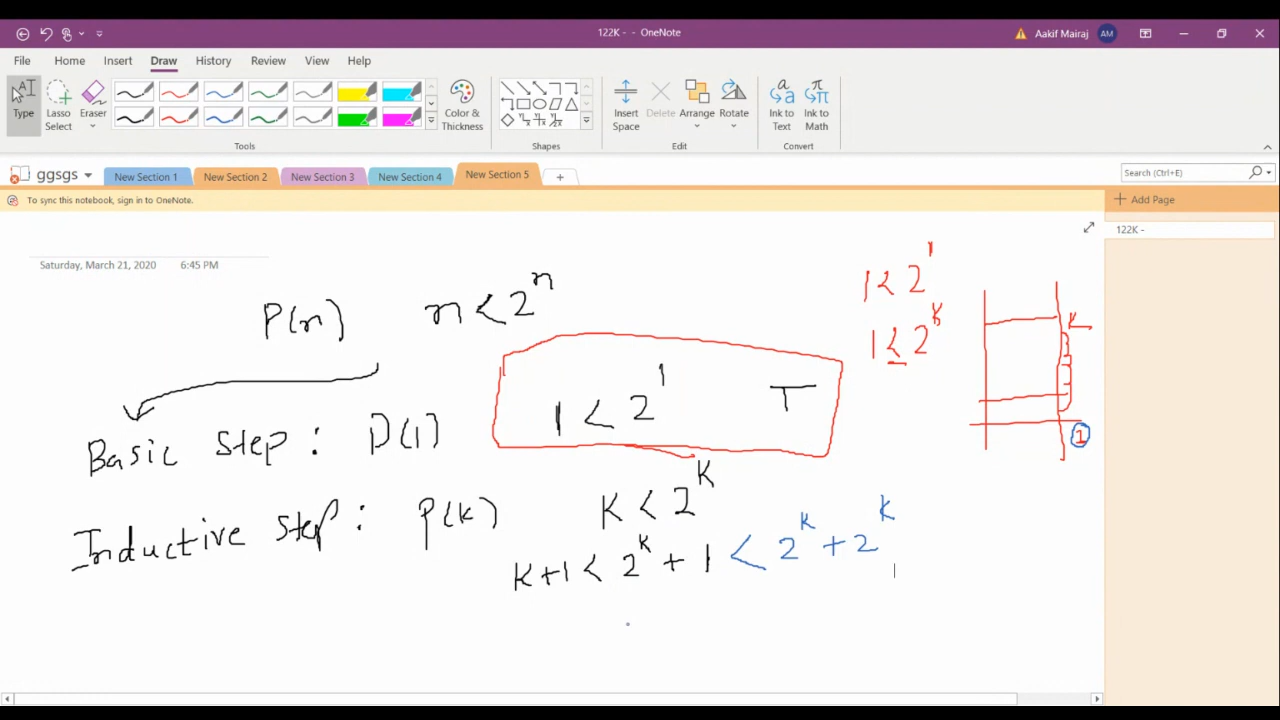 122K - - OneNote
Aakif Mairaj AM
File Home Insert Draw History Review View Help
Type
Lasso Select
Eraser
Color & Thickness
Insert Space
Delete
Arrange
Rotate
Ink to Text
Ink to Math
Tools
Shapes
Edit
Convert
ggsgs
New Section 1
New Section 2
New Section 3
New Section 4
New Section 5
Search (Ctrl+E)
To sync this notebook, sign in to OneNote.
Add Page
122K -
Saturday, March 21, 2020 6:45 PM
P(n) n < 2^n
1 < 2^1
1 < 2^k
K
1
Basic Step : P(1) 1 < 2^1 T
Inductive Step : P(k) K < 2^K
K+1 < 2^k + 1 < 2^k + 2^k